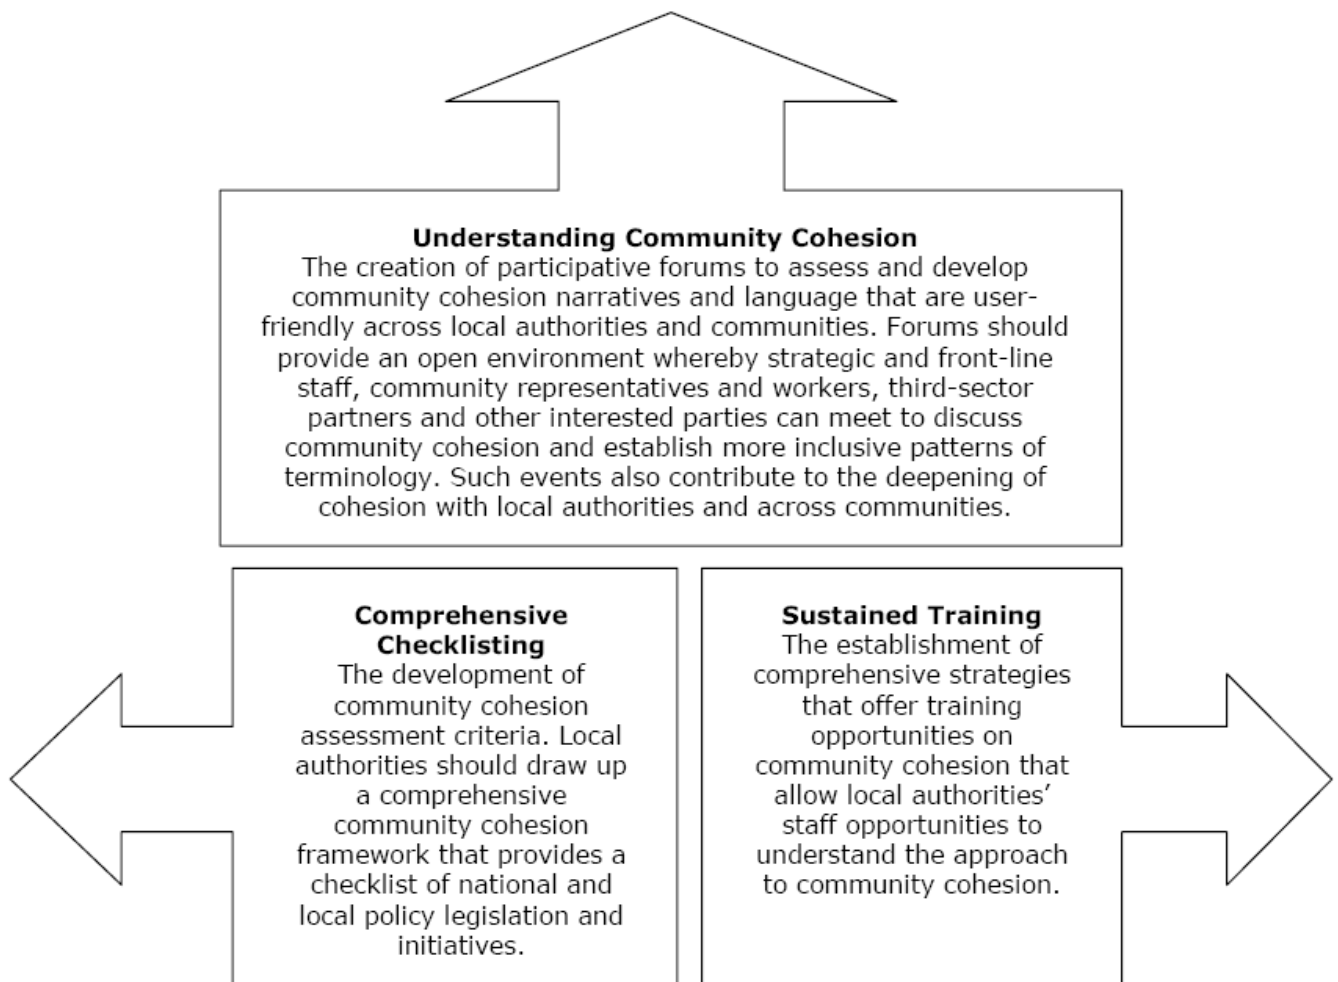 Understanding Community Cohesion
The creation of participative forums to assess and develop
community cohesion narratives and language that are user-
friendly across local authorities and communities. Forums should
provide an open environment whereby strategic and front-line
staff, community representatives and workers, third-sector
partners and other interested parties can meet to discuss
community cohesion and establish more inclusive patterns of
terminology. Such events also contribute to the deepening of
cohesion with local authorities and across communities.
Comprehensive
Checklisting
The development of
community cohesion
assessment criteria. Local
authorities should draw up
a comprehensive
community cohesion
framework that provides a
checklist of national and
local policy legislation and
initiatives.
Sustained Training
The establishment of
comprehensive strategies
that offer training
opportunities on
community cohesion that
allow local authorities’
staff opportunities to
understand the approach
to community cohesion.